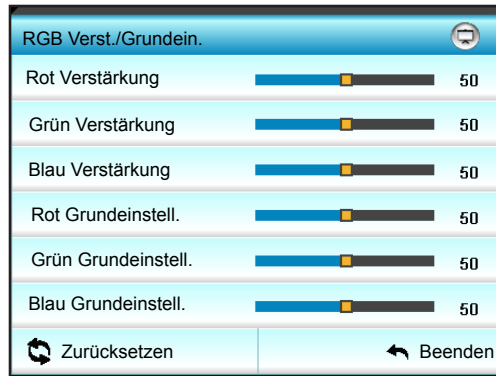 RGB Verst./Grundein.
Rot Verstärkung 50
Grün Verstärkung 50
Blau Verstärkung 50
Rot Grundeinstell. 50
Grün Grundeinstell. 50
Blau Grundeinstell. 50
Zurücksetzen Beenden